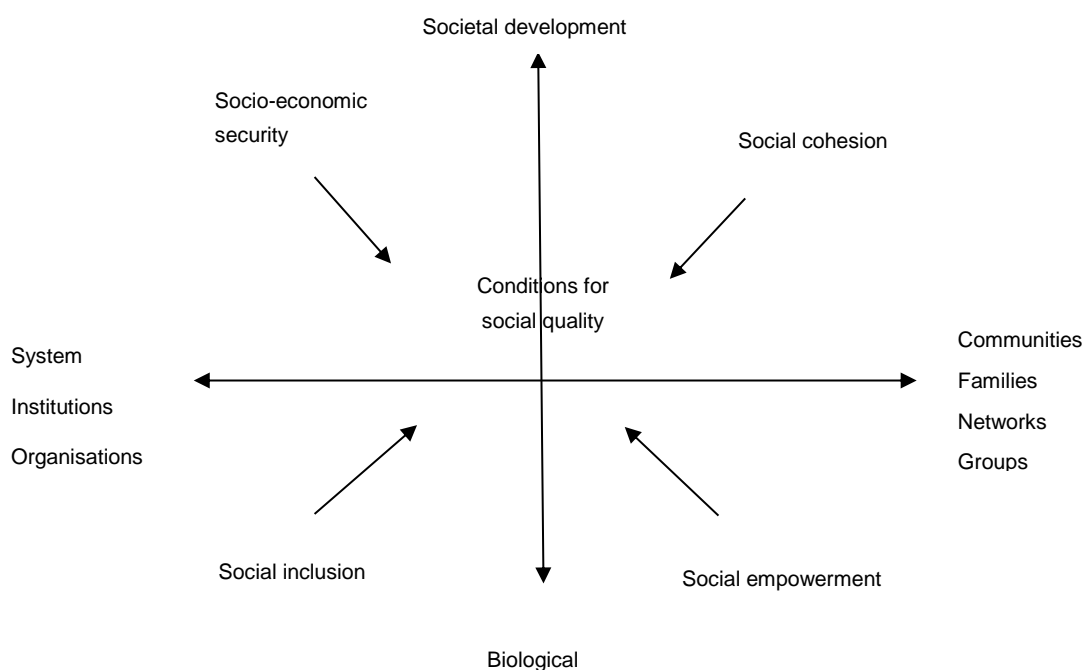 Societal development
Socio-economic
security
Social cohesion
Conditions for
social quality
System
Institutions
Organisations
Communities
Families
Networks
Groups
Social inclusion
Social empowerment
Biological